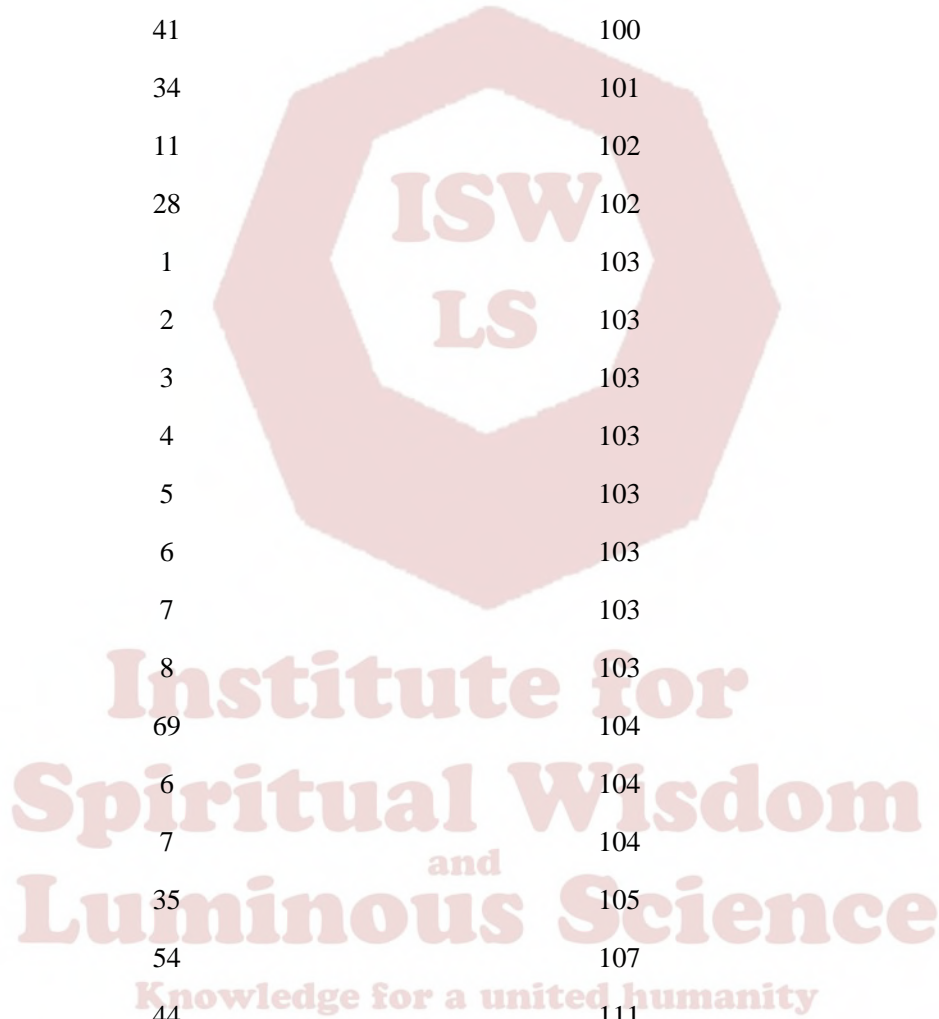 41 100
34 101
11 102
28 102
ISW
1 103
2 103
LS
3 103
4 103
5 103
6 103
7 103
8 103
Institute for
69 104
6 104
Spiritual Wisdom
7 104
and
35 105
Luminous Science
54 107
Knowledge for a united humanity
44 111